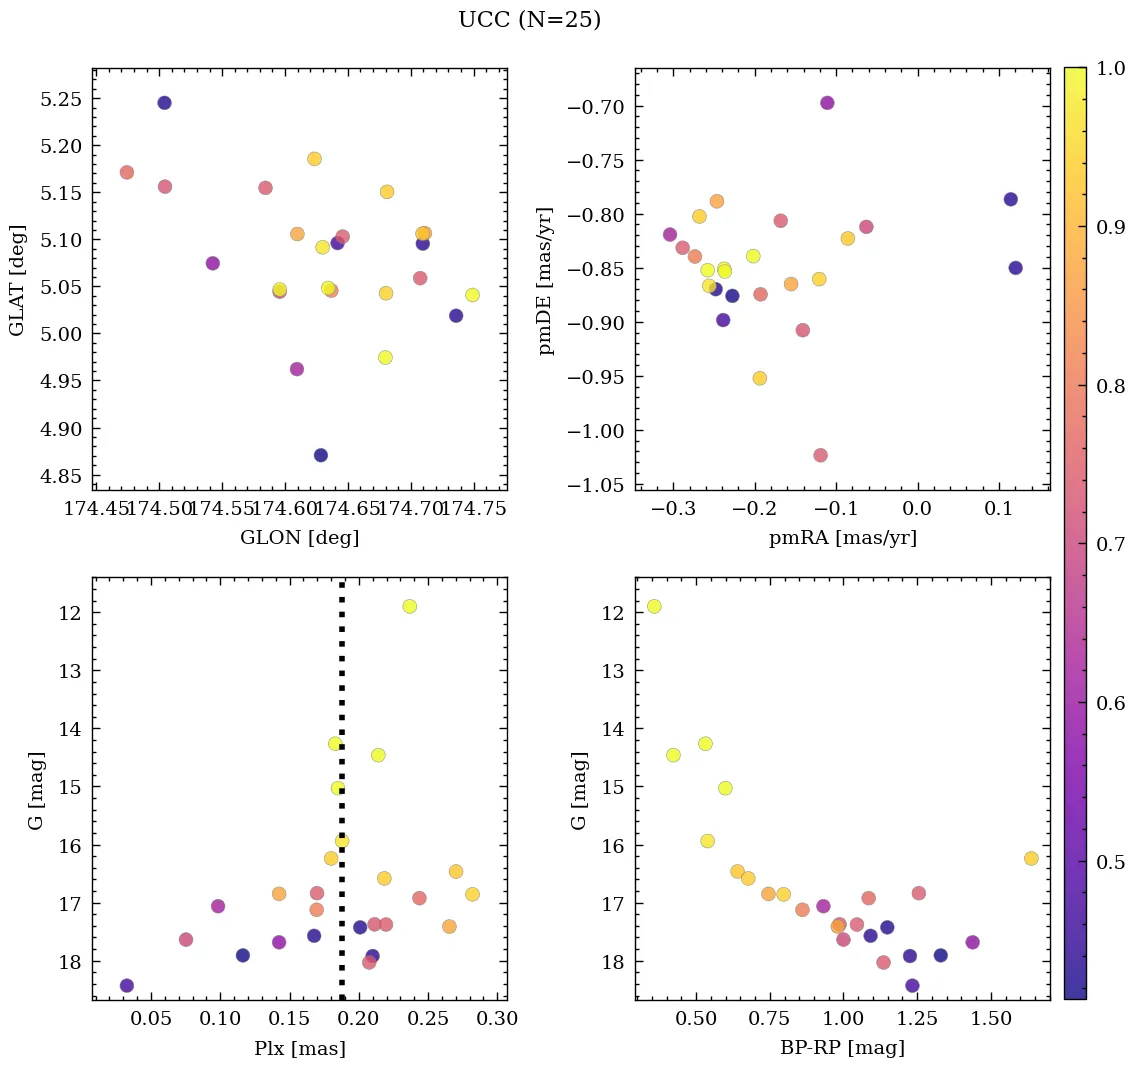 UCC (N=25)
5.25
5.20
5.15
5.10
5.05
5.00
4.95
4.90
4.85
GLAT [deg]
174.45 174.50 174.55 174.60 174.65 174.70 174.75
GLON [deg]
−0.70
−0.75
−0.80
−0.85
−0.90
−0.95
−1.00
−1.05
pmDE [mas/yr]
−0.3 −0.2 −0.1 0.0 0.1
pmRA [mas/yr]
1.0
0.9
0.8
0.7
0.6
0.5
12
13
14
15
16
17
18
G [mag]
0.05 0.10 0.15 0.20 0.25 0.30
Plx [mas]
12
13
14
15
16
17
18
G [mag]
0.50 0.75 1.00 1.25 1.50
BP-RP [mag]